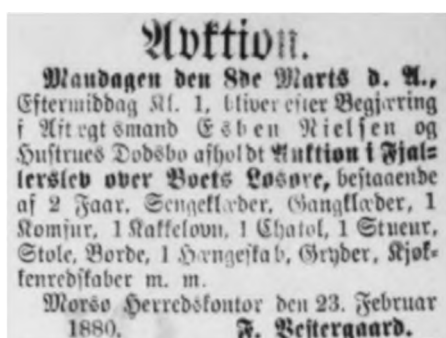 Auktion.
Mandagen den 8de Marts d. A.,
Eftermiddag Kl. 1, bliver efter Begjæring
f Aftægtsmand Esben Nielsen og
Hustrues Dødsbo afholdt Auktion i Fjal-
lerslev over Boets Løsøre, bestaaende
af 2 Faar, Sengeklæder, Gangklæder, 1
Komfur, 1 Kakkelovn, 1 Chatol, 1 Stueur,
Stole, Borde, 1 Hængeskab, Gryder, Kjøk-
kenredskaber m. m.
Morsø Herredskontor den 23. Februar
1880. F. Vestergaard.